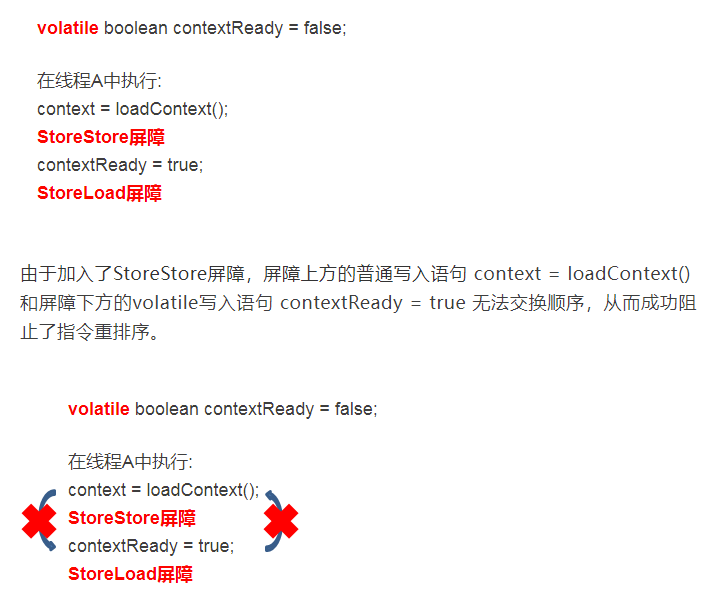 volatile boolean contextReady = false;
在线程A中执行:
context = loadContext();
StoreStore屏障
contextReady = true;
StoreLoad屏障
由于加入了StoreStore屏障，屏障上方的普通写入语句 context = loadContext()
和屏障下方的volatile写入语句 contextReady = true 无法交换顺序，从而成功阻
止了指令重排序。
volatile boolean contextReady = false;
在线程A中执行:
context = loadContext();
StoreStore屏障
contextReady = true;
StoreLoad屏障